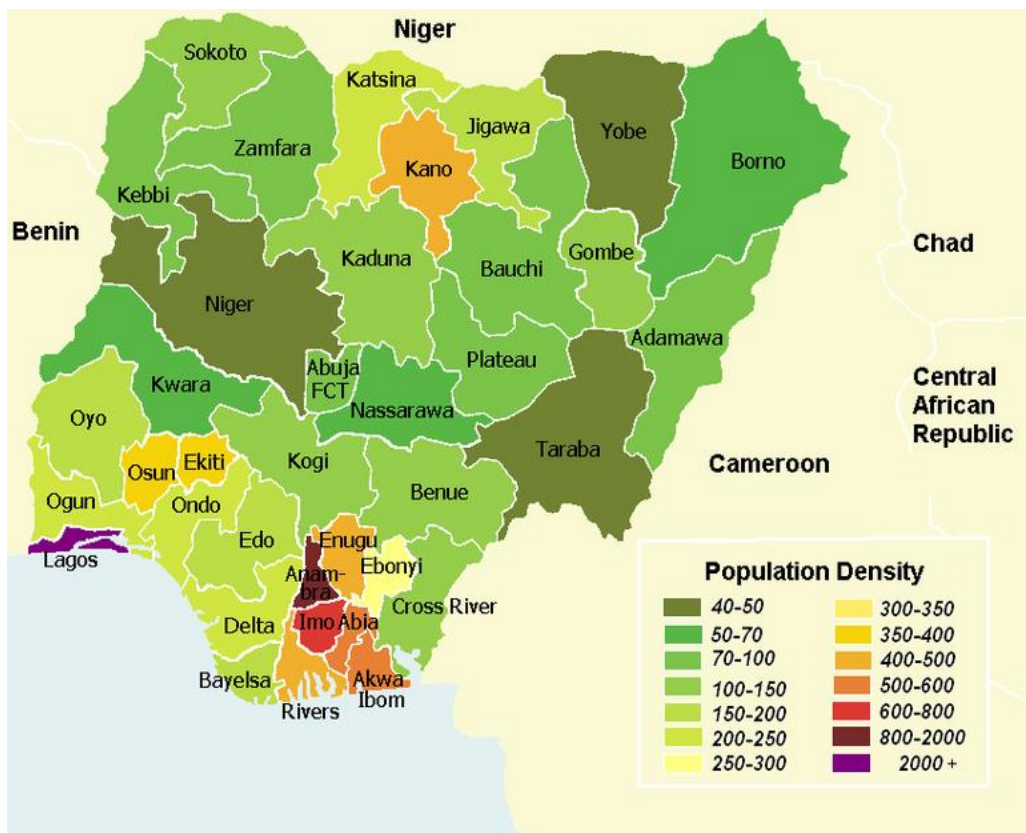 Niger
Sokoto
Katsina
Jigawa
Yobe
Zamfara
Kano
Borno
Kebbi
Benin
Chad
Kaduna
Bauchi
Gombe
Niger
Adamawa
Abuja
FCT
Plateau
Kwara
Nassarawa
Central
African
Republic
Oyo
Taraba
Cameroon
Osun
Ekiti
Kogi
Benue
Ogun
Ondo
Edo
Enugu
Lagos
Ebonyi
Anam-
bra
Cross River
Delta
Imo
Abia
Bayelsa
Akwa
Ibom
Rivers
Population Density
40-50
50-70
70-100
100-150
150-200
200-250
250-300
300-350
350-400
400-500
500-600
600-800
800-2000
2000 +